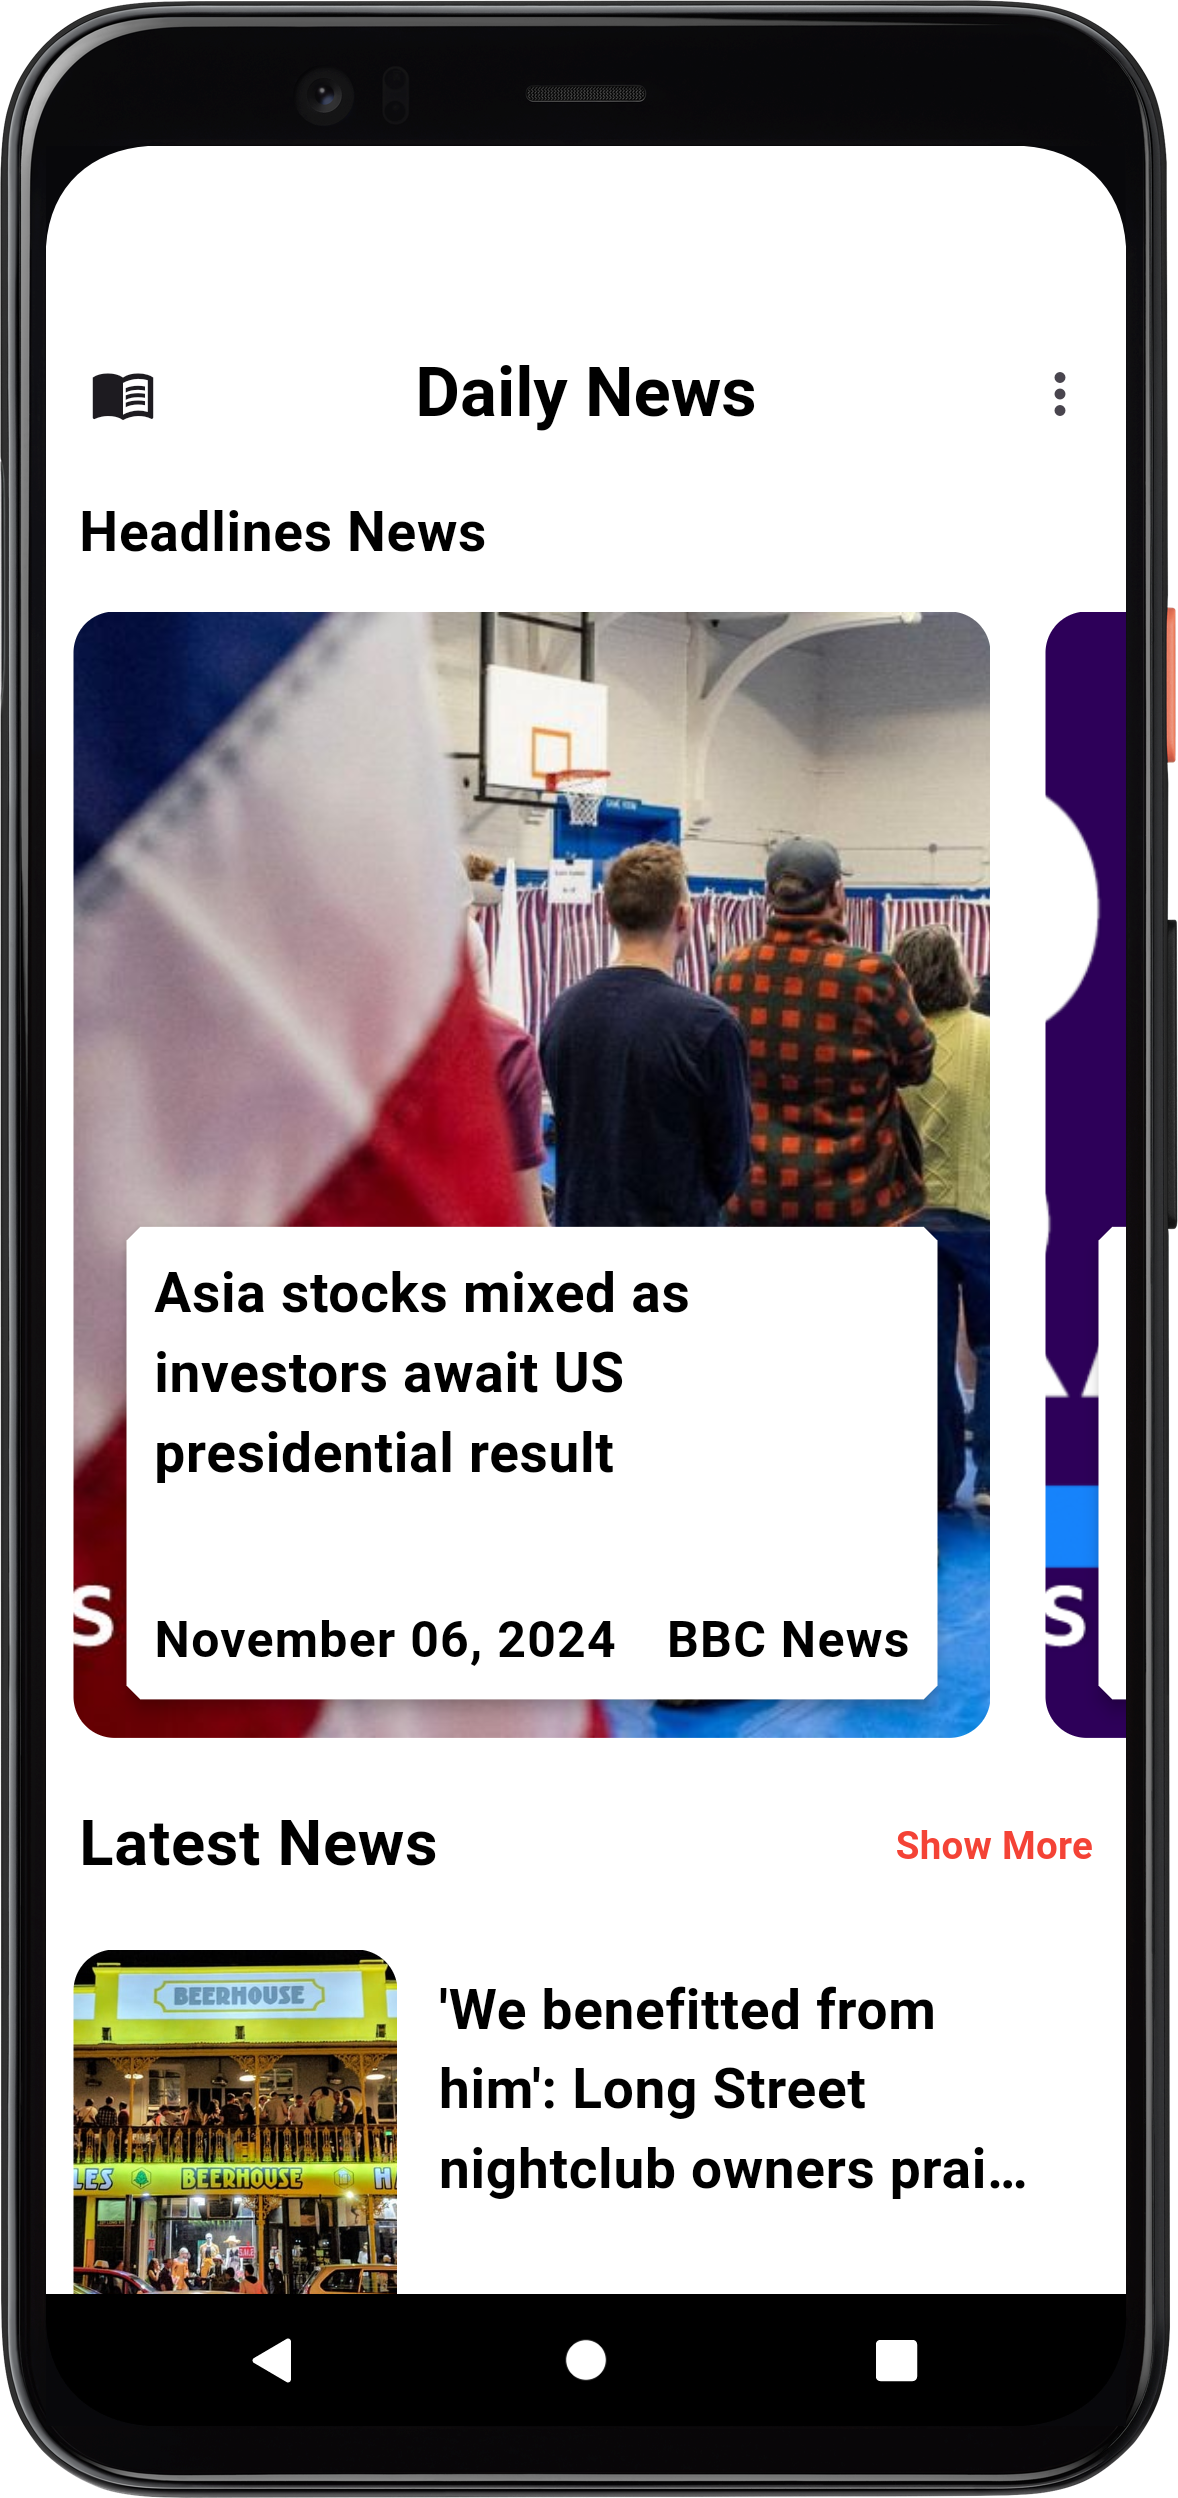 Daily News
Headlines News
Asia stocks mixed as
investors await US
presidential result
S
November 06, 2024 BBC News
S
Latest News
Show More
BEERHOUSE
LES
BEERHOUSE
'We benefitted from
him': Long Street
nightclub owners prai…